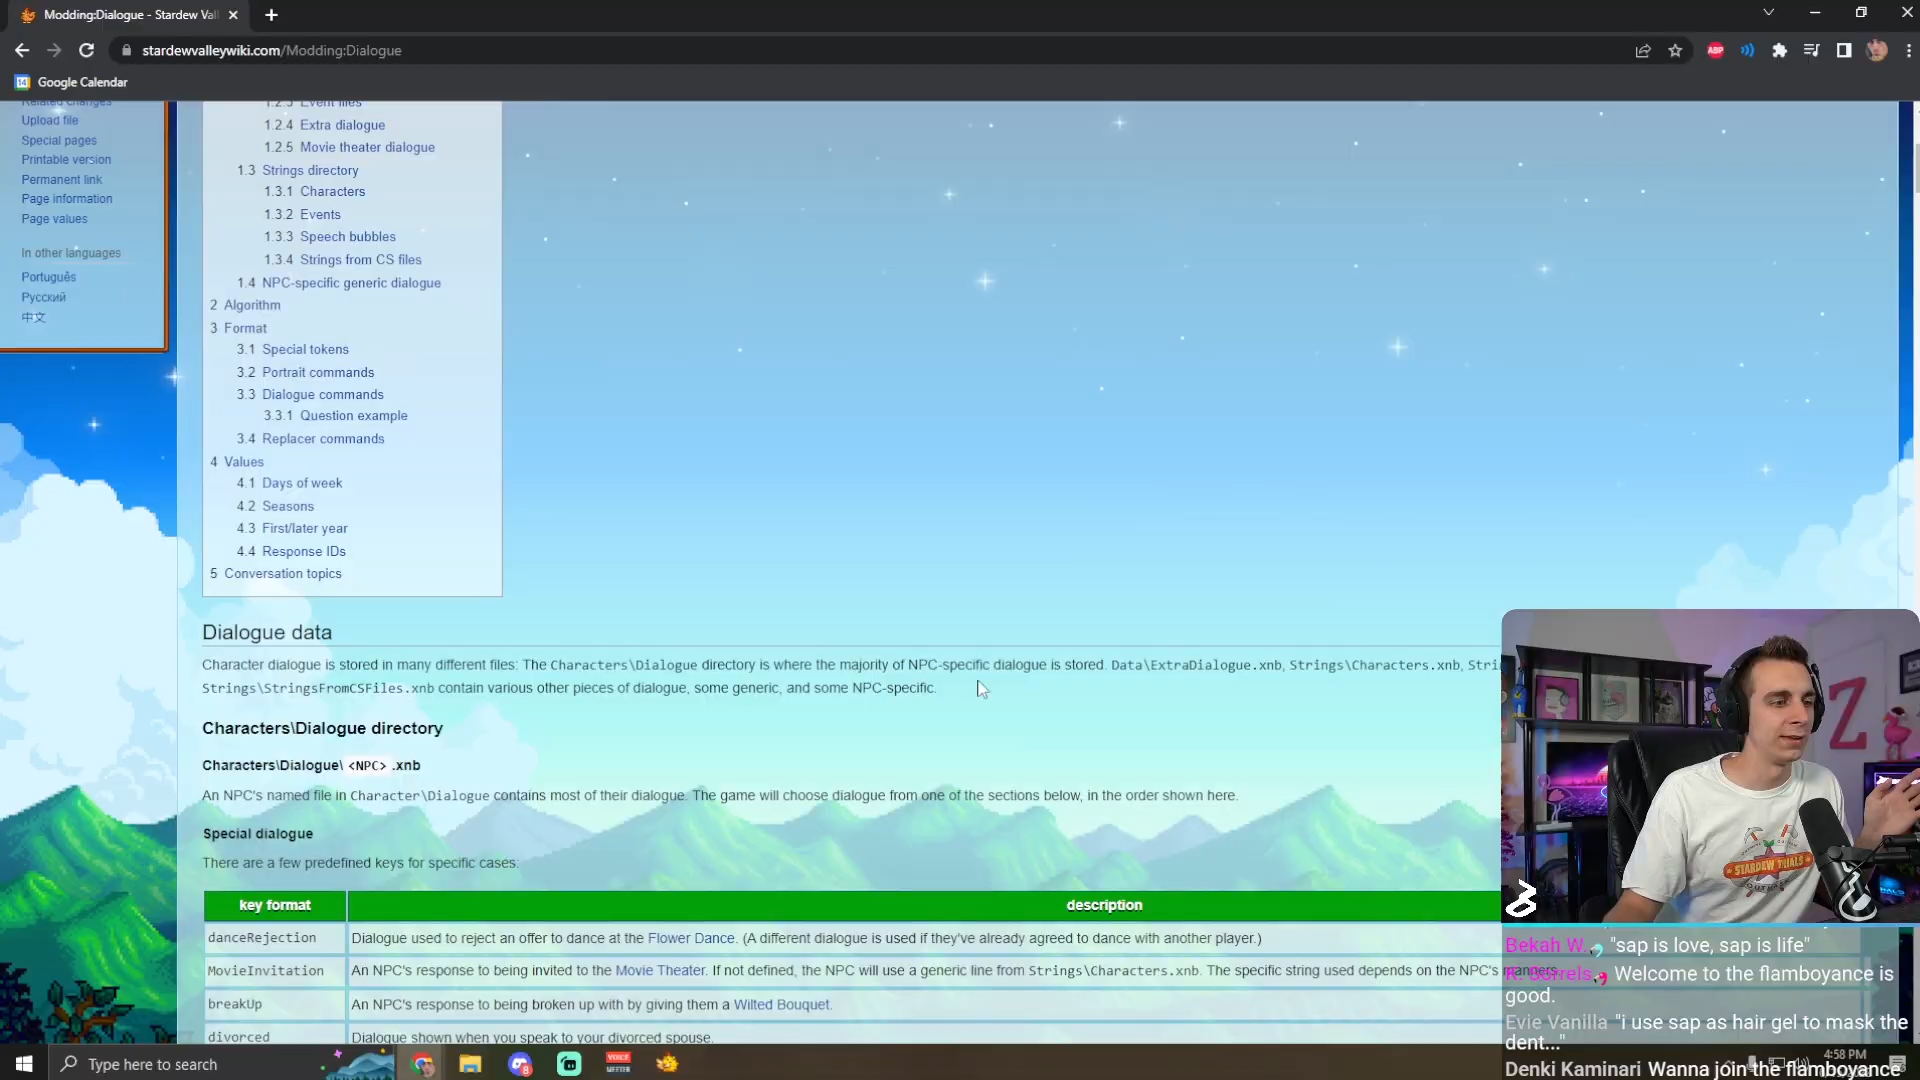 Modding:Dialogue - Stardew Val
stardewvalleywiki.com/Modding:Dialogue
ABP
Google Calendar
Related changes
Upload file
Special pages
Printable version
Permanent link
Page information
Page values
In other languages
Português
Русский
中文
1.2.3 Event files
1.2.4 Extra dialogue
1.2.5 Movie theater dialogue
1.3 Strings directory
1.3.1 Characters
1.3.2 Events
1.3.3 Speech bubbles
1.3.4 Strings from CS files
1.4 NPC-specific generic dialogue
2 Algorithm
3 Format
3.1 Special tokens
3.2 Portrait commands
3.3 Dialogue commands
3.3.1 Question example
3.4 Replacer commands
4 Values
4.1 Days of week
4.2 Seasons
4.3 First/later year
4.4 Response IDs
5 Conversation topics
Dialogue data
Character dialogue is stored in many different files: The Characters\Dialogue directory is where the majority of NPC-specific dialogue is stored. Data\ExtraDialogue.xnb, Strings\Characters.xnb, Stri
Strings\StringsFromCSFiles.xnb contain various other pieces of dialogue, some generic, and some NPC-specific.
Characters\Dialogue directory
Characters\Dialogue\ <NPC> .xnb
An NPC's named file in Character\Dialogue contains most of their dialogue. The game will choose dialogue from one of the sections below, in the order shown here.
Special dialogue
There are a few predefined keys for specific cases:
key format description
danceRejection Dialogue used to reject an offer to dance at the Flower Dance. (A different dialogue is used if they've already agreed to dance with another player.)
MovieInvitation An NPC's response to being invited to the Movie Theater. If not defined, the NPC will use a generic line from Strings\Characters.xnb. The specific string used depends on the NPC's manners.
breakUp An NPC's response to being broken up with by giving them a Wilted Bouquet.
divorced Dialogue shown when you speak to your divorced spouse.
Z
STARDEW TRIALS
Bekah W. "sap is love, sap is life"
R. Sorrels Welcome to the flamboyance is
good.
Evie Vanilla "i use sap as hair gel to mask the
dent..."
Denki Kaminari Wanna join the flamboyance
Type here to search
8
VOICE
MEETER
4:58 PM